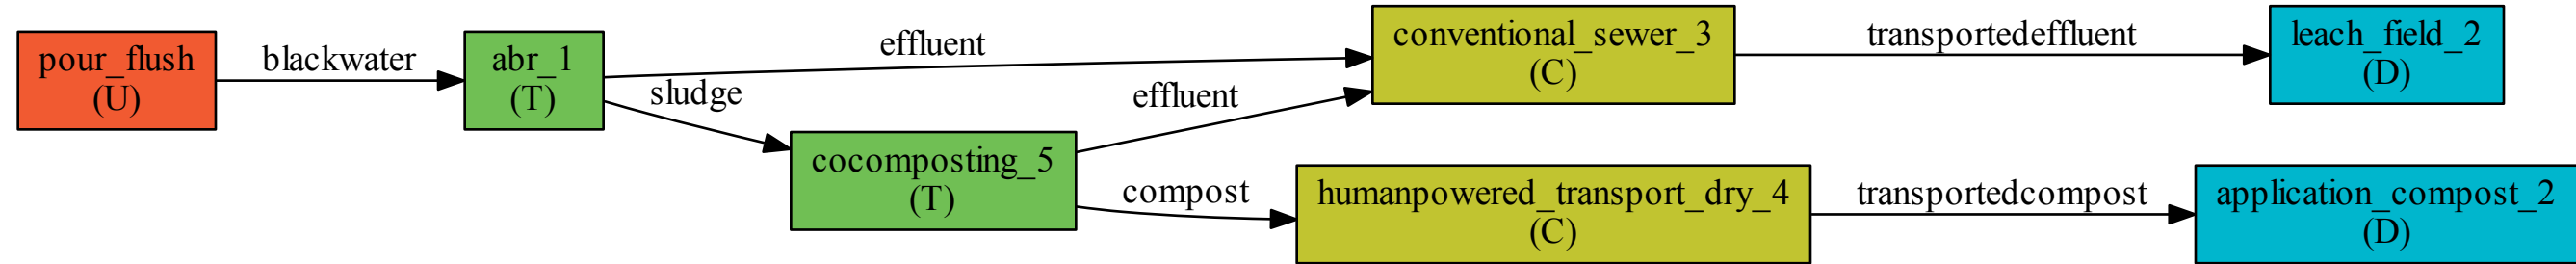 pour_flush
(U)
blackwater
abr_1
(T)
effluent
sludge
cocomposting_5
(T)
effluent
compost
conventional_sewer_3
(C)
humanpowered_transport_dry_4
(C)
transportedeffluent
transportedcompost
leach_field_2
(D)
application_compost_2
(D)